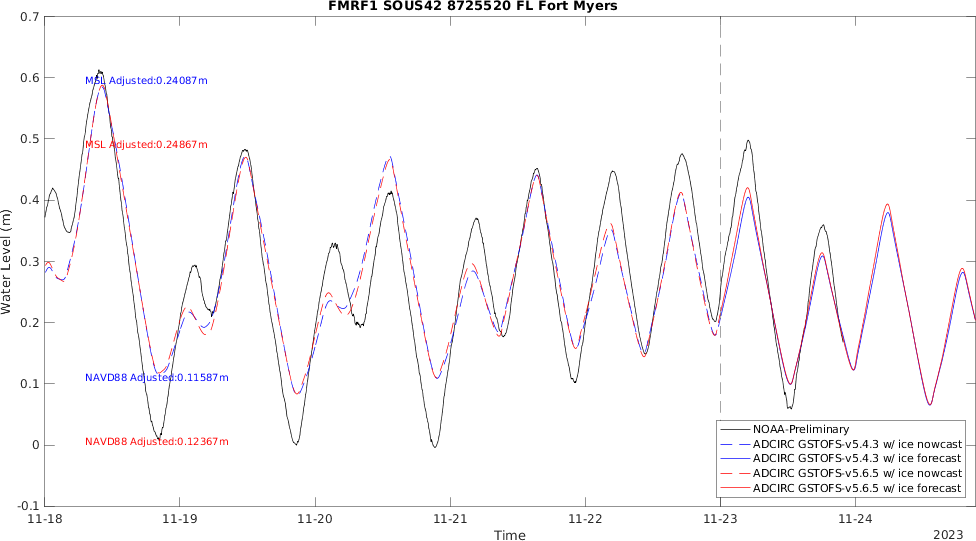 FMRF1 SOUS42 8725520 FL Fort Myers
0.7
0.6
0.5
0.4
0.3
0.2
0.1
0
-0.1
Water Level (m)
MSL Adjusted:0.24087m
MSL Adjusted:0.24867m
NAVD88 Adjusted:0.11587m
NAVD88 Adjusted:0.12367m
NOAA-Preliminary
ADCIRC GSTOFS-v5.4.3 w/ ice nowcast
ADCIRC GSTOFS-v5.4.3 w/ ice forecast
ADCIRC GSTOFS-v5.6.5 w/ ice nowcast
ADCIRC GSTOFS-v5.6.5 w/ ice forecast
11-18 11-19 11-20 11-21 11-22 11-23 11-24
Time
2023